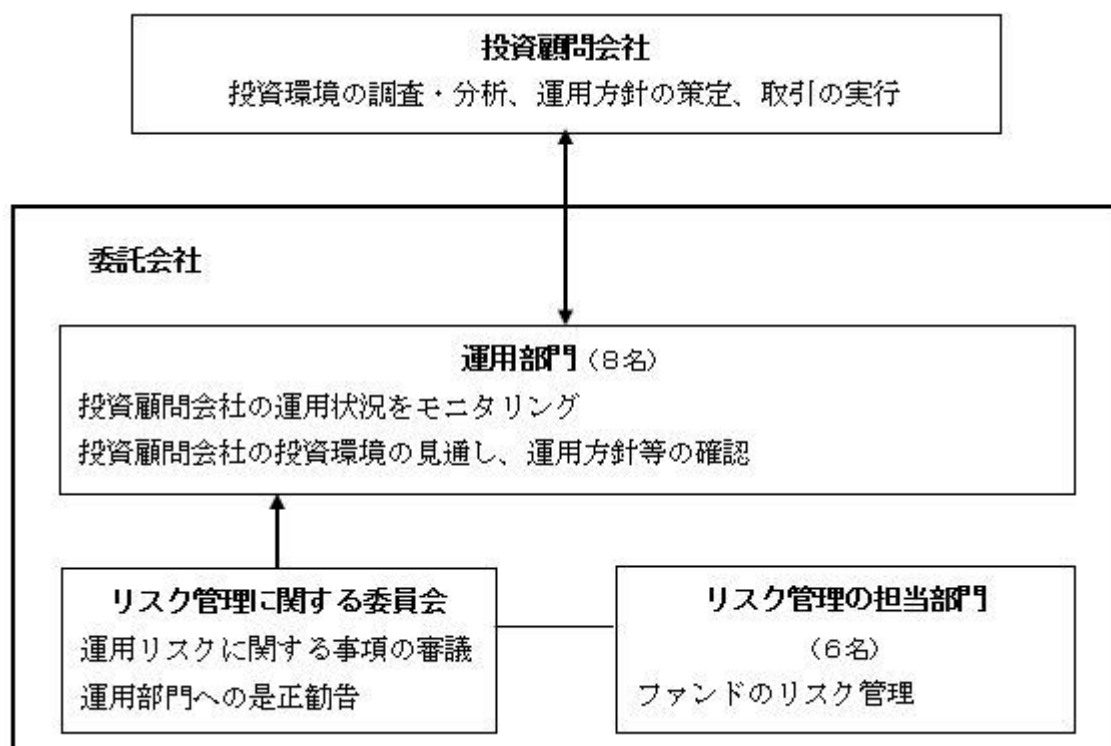 投資顧問会社
投資環境の調査・分析、運用方針の策定、取引の実行
委託会社
運用部門（８名）
投資顧問会社の運用状況をモニタリング
投資顧問会社の投資環境の見通し、運用方針等の確認
リスク管理に関する委員会
運用リスクに関する事項の審議
運用部門への是正勧告
リスク管理の担当部門
（６名）
ファンドのリスク管理